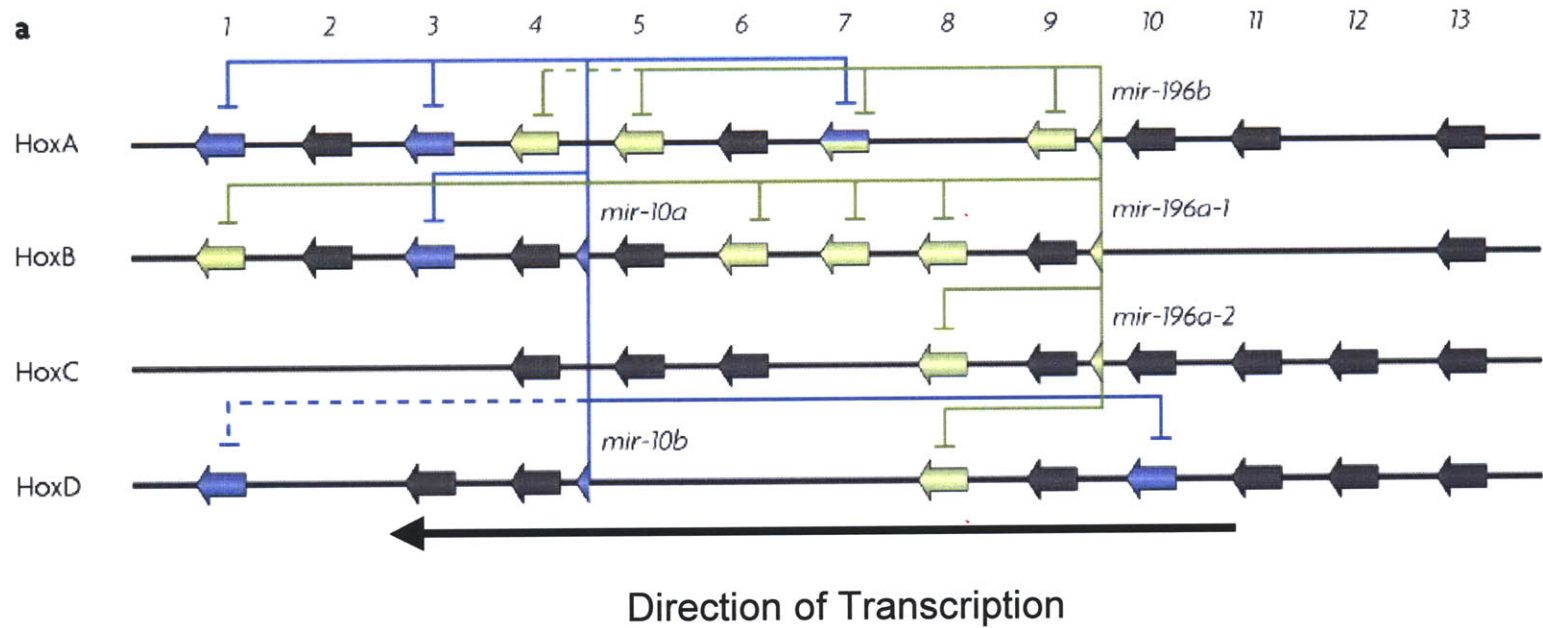 a 1 2 3 4 5 6 7 8 9 10 11 12 13
mir-196b
HoxA
mir-10a mir-196a-1
HoxB
mir-196a-2
HoxC
mir-10b
HoxD
Direction of Transcription